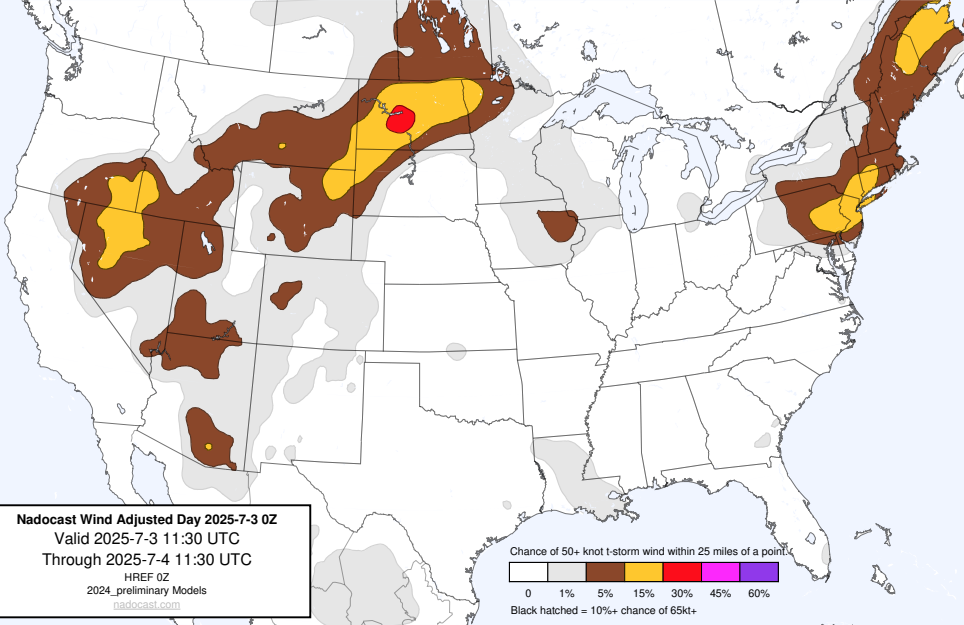 Nadocast Wind Adjusted Day 2025-7-3 0Z
Valid 2025-7-3 11:30 UTC
Through 2025-7-4 11:30 UTC
HREF 0Z
2024_preliminary Models
nadocast.com
Chance of 50+ knot t-storm wind within 25 miles of a point.
0 1% 5% 15% 30% 45% 60%
Black hatched = 10%+ chance of 65kt+